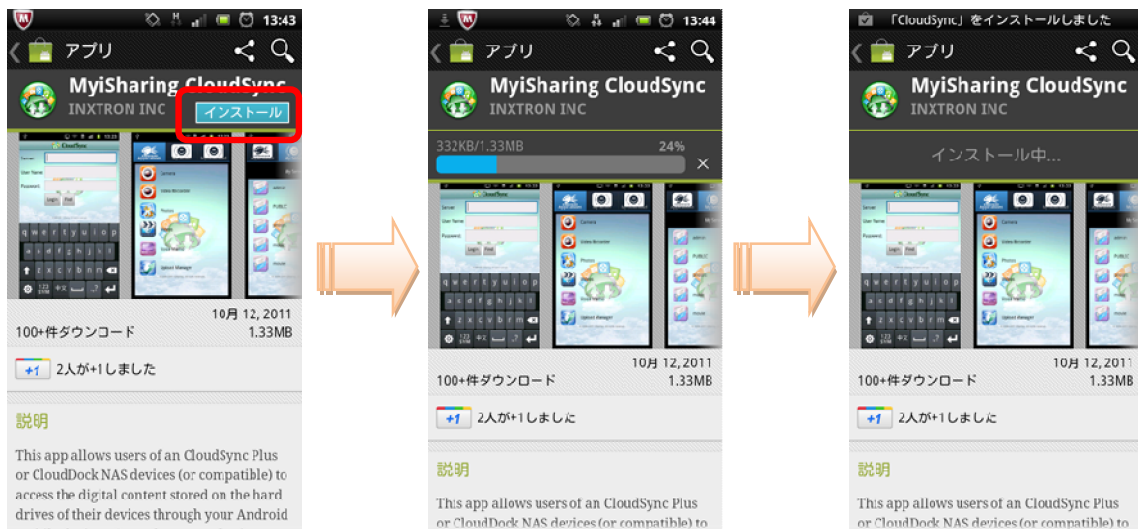 13:43
アプリ
MyiSharing CloudSync
INXTRON INC
インストール
10月 12, 2011
100+件ダウンロード
1.33MB
+1
2人が+1しました
説明
This app allows users of an CloudSync Plus
or CloudDock NAS devices (or compatible) to
access the digital content stored on the hard
drives of their devices through your Android
13:44
アプリ
MyiSharing CloudSync
INXTRON INC
332KB/1.33MB
24%
10月 12, 2011
100+件ダウンロード
1.33MB
+1
2人が+1しました
説明
This app allows users of an CloudSync Plus
or CloudDock NAS devices (or compatible) to
「CloudSync」をインストールしました
アプリ
MyiSharing CloudSync
INXTRON INC
インストール中...
10月 12, 2011
100+件ダウンロード
1.33MB
+1
2人が+1しました
説明
This app allows users of an CloudSync Plus
or CloudDock NAS devices (or compatible) to